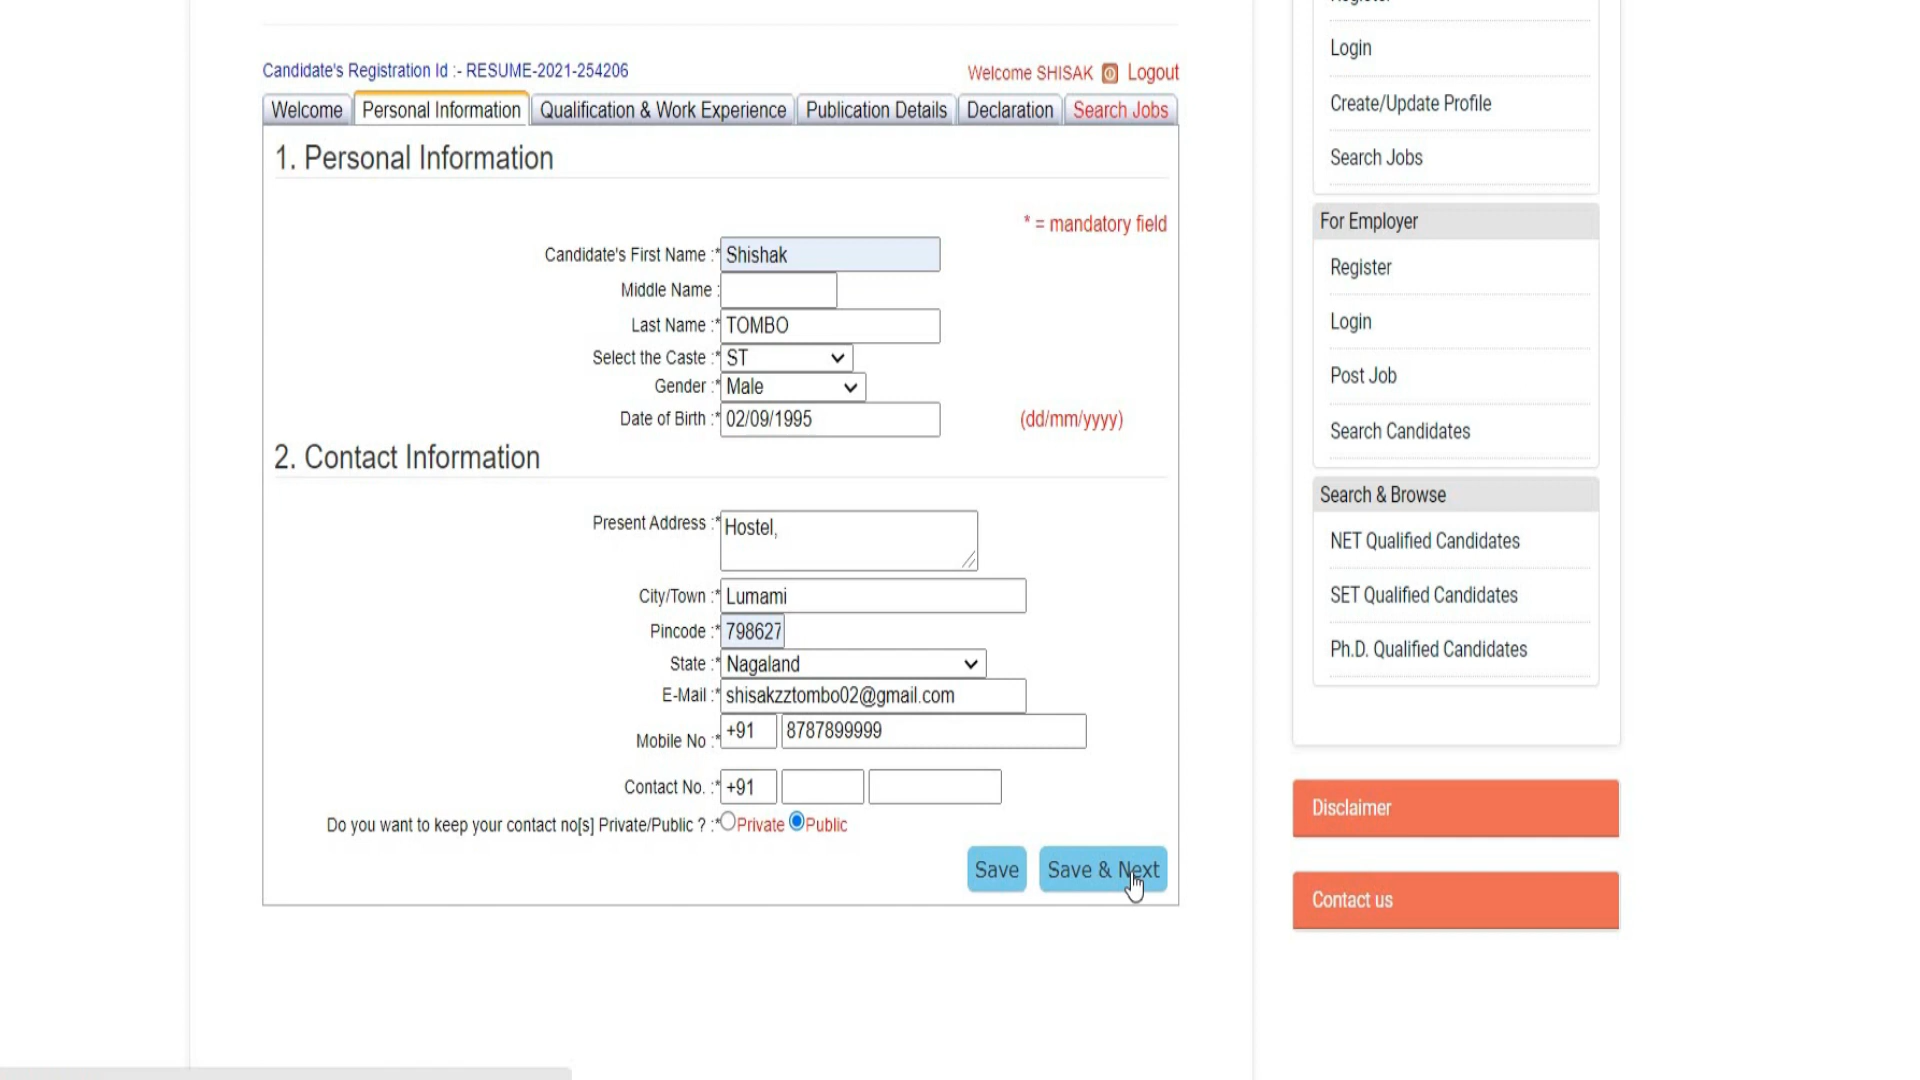 Candidate's Registration Id :- RESUME-2021-254206
Welcome SHISAK Logout
Welcome Personal Information Qualification & Work Experience Publication Details Declaration Search Jobs
1. Personal Information
* = mandatory field
Candidate's First Name :* Shishak
Middle Name :
Last Name :* TOMBO
Select the Caste :* ST
Gender :* Male
Date of Birth :* 02/09/1995 (dd/mm/yyyy)
2. Contact Information
Present Address :* Hostel,
City/Town :* Lumami
Pincode :* 798627
State :* Nagaland
E-Mail :* shisakzztombo02@gmail.com
Mobile No :* +91 8787899999
Contact No. :* +91
Do you want to keep your contact no[s] Private/Public ? :* Private Public
Save Save & Next
Register
Login
Create/Update Profile
Search Jobs
For Employer
Register
Login
Post Job
Search Candidates
Search & Browse
NET Qualified Candidates
SET Qualified Candidates
Ph.D. Qualified Candidates
Disclaimer
Contact us